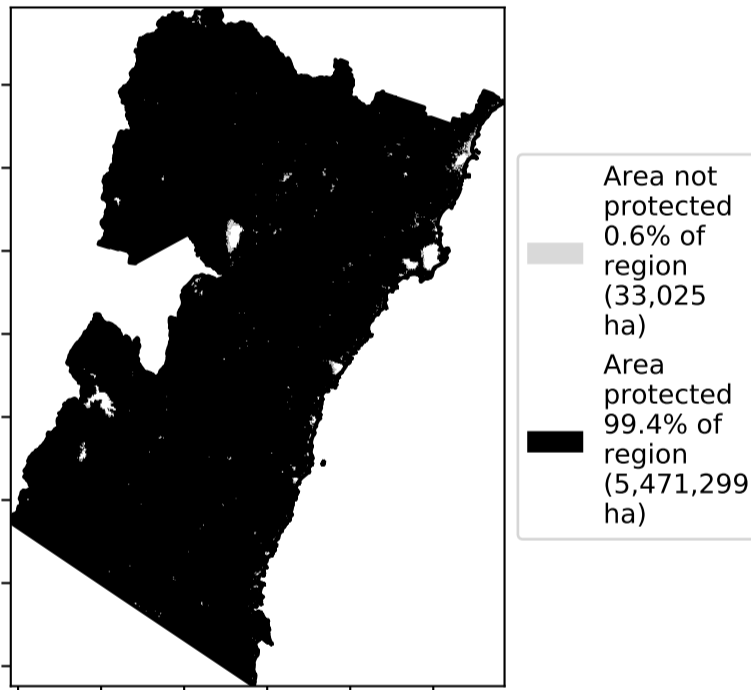 Area not
protected
0.6% of
region
(33,025
ha)
Area
protected
99.4% of
region
(5,471,299
ha)